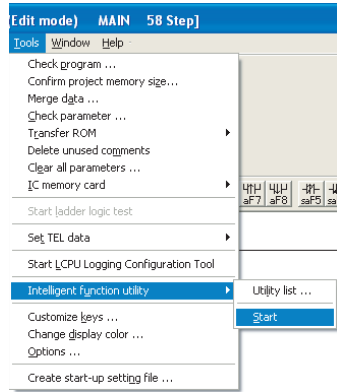 (Edit mode)    MAIN    58 Step]
Tools Window Help
Check program ...
Confirm project memory size...
Merge data ...
Check parameter ...
Transfer ROM
Delete unused comments
Clear all parameters ...
IC memory card
aF7 aF8 saF5
Start ladder logic test
Set TEL data
Start LCPU Logging Configuration Tool
Intelligent function utility Utility list ...
Customize keys ... Start
Change display color ...
Options ...
Create start-up setting file ...